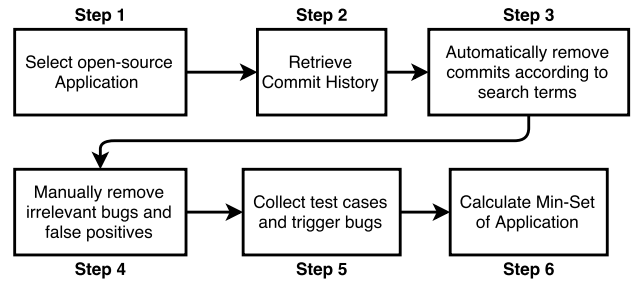 Step 1
Select open-source
Application
Step 2
Retrieve
Commit History
Step 3
Automatically remove
commits according to
search terms
Manually remove
irrelevant bugs and
false positives
Step 4
Collect test cases
and trigger bugs
Step 5
Calculate Min-Set
of Application
Step 6